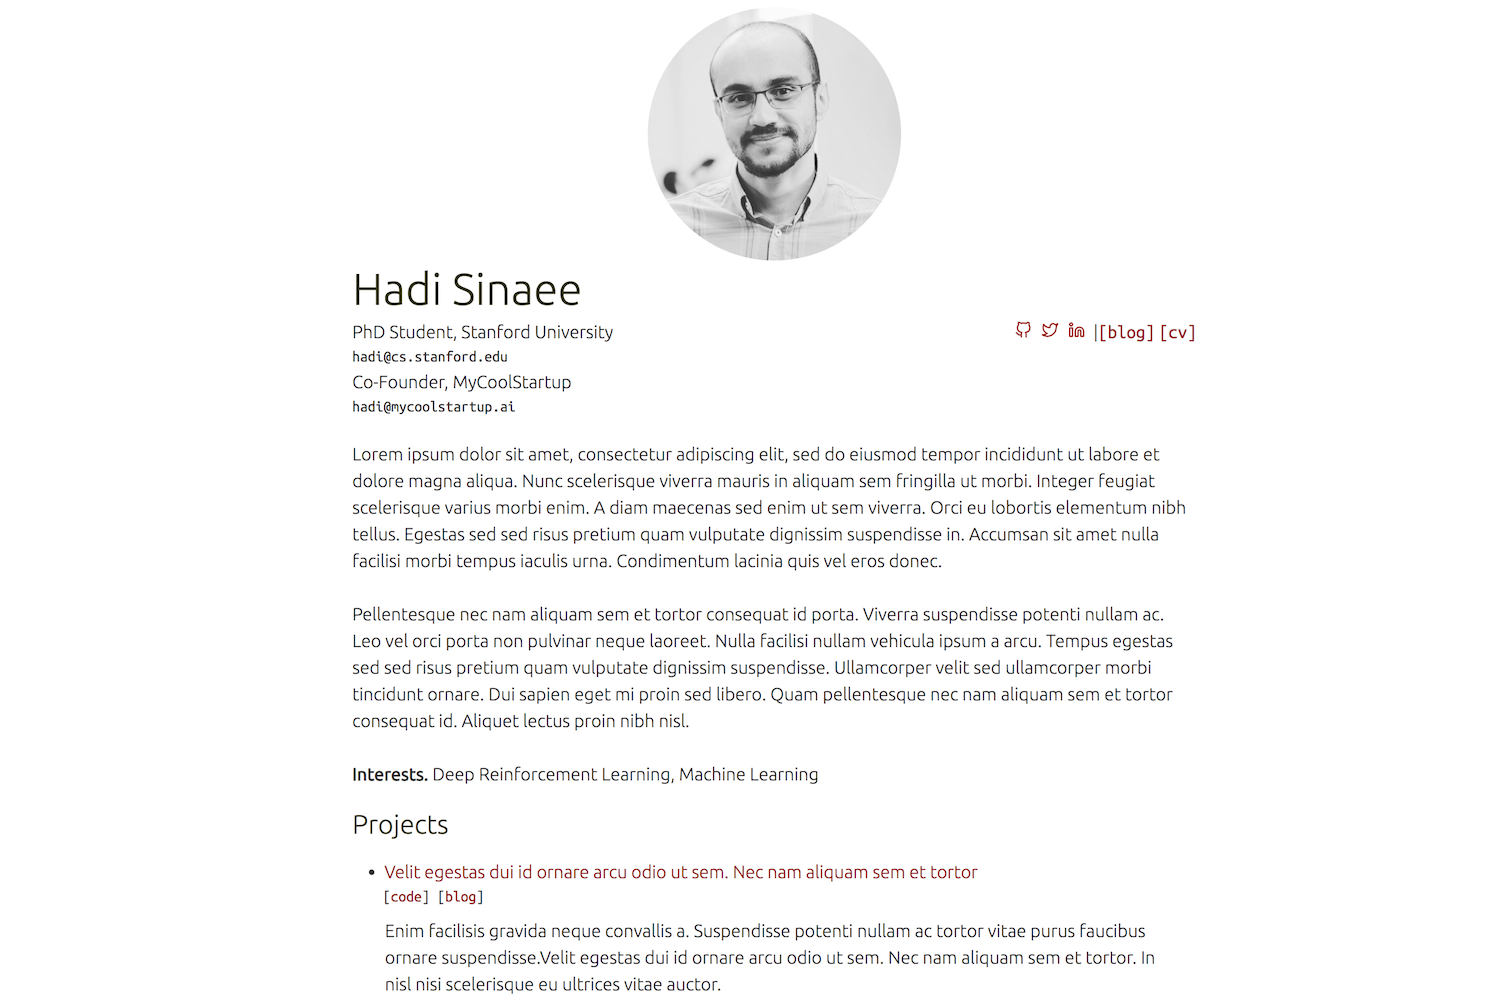 Hadi Sinaee
PhD Student, Stanford University
|[blog] [cv]
hadi@cs.stanford.edu
Co-Founder, MyCoolStartup
hadi@mycoolstartup.ai
Lorem ipsum dolor sit amet, consectetur adipiscing elit, sed do eiusmod tempor incididunt ut labore et
dolore magna aliqua. Nunc scelerisque viverra mauris in aliquam sem fringilla ut morbi. Integer feugiat
scelerisque varius morbi enim. A diam maecenas sed enim ut sem viverra. Orci eu lobortis elementum nibh
tellus. Egestas sed sed risus pretium quam vulputate dignissim suspendisse in. Accumsan sit amet nulla
facilisi morbi tempus iaculis urna. Condimentum lacinia quis vel eros donec.
Pellentesque nec nam aliquam sem et tortor consequat id porta. Viverra suspendisse potenti nullam ac.
Leo vel orci porta non pulvinar neque laoreet. Nulla facilisi nullam vehicula ipsum a arcu. Tempus egestas
sed sed risus pretium quam vulputate dignissim suspendisse. Ullamcorper velit sed ullamcorper morbi
tincidunt ornare. Dui sapien eget mi proin sed libero. Quam pellentesque nec nam aliquam sem et tortor
consequat id. Aliquet lectus proin nibh nisl.
Interests. Deep Reinforcement Learning, Machine Learning
Projects
• Velit egestas dui id ornare arcu odio ut sem. Nec nam aliquam sem et tortor
[code] [blog]
Enim facilisis gravida neque convallis a. Suspendisse potenti nullam ac tortor vitae purus faucibus
ornare suspendisse.Velit egestas dui id ornare arcu odio ut sem. Nec nam aliquam sem et tortor. In
nisl nisi scelerisque eu ultrices vitae auctor.